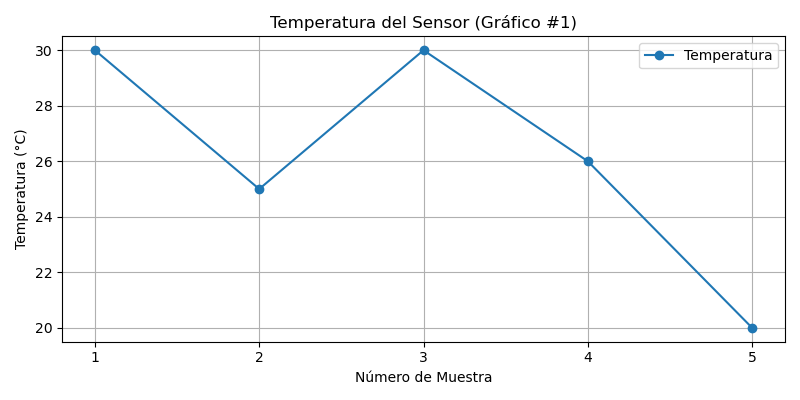 Temperatura del Sensor (Gráfico #1)
Temperatura
Temperatura (°C)
30
28
26
24
22
20
1 2 3 4 5
Número de Muestra